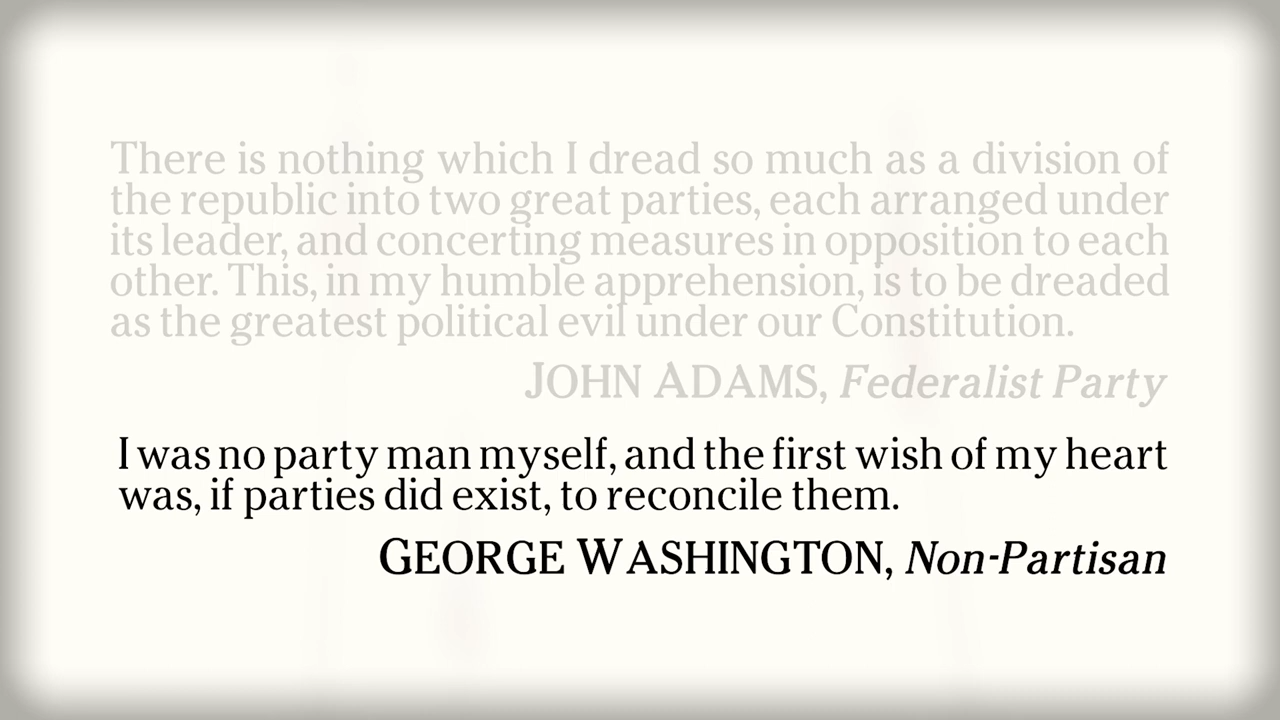 There is nothing which I dread so much as a division of
the republic into two great parties, each arranged under
its leader, and concerting measures in opposition to each
other. This, in my humble apprehension, is to be dreaded
as the greatest political evil under our Constitution.
JOHN ADAMS, Federalist Party
I was no party man myself, and the first wish of my heart
was, if parties did exist, to reconcile them.
GEORGE WASHINGTON, Non-Partisan